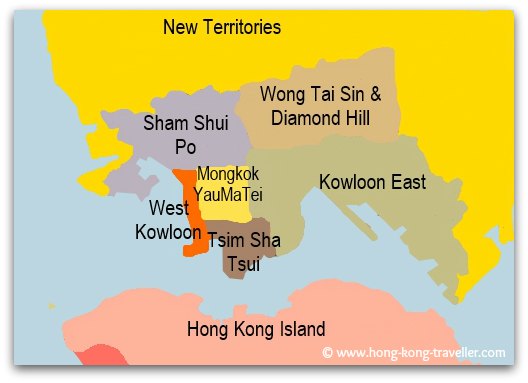 New Territories
Wong Tai Sin &
Diamond Hill
Sham Shui
Po
Mongkok
YauMaTei
Kowloon East
West
Kowloon
Tsim Sha
Tsui
Hong Kong Island
© www.hong-kong-traveller.com